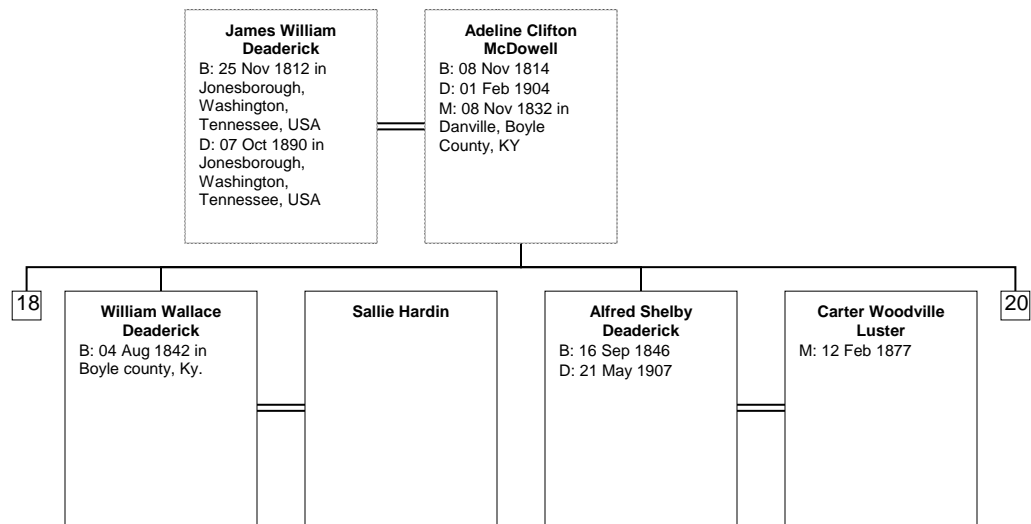 James William
Deaderick
B: 25 Nov 1812 in
Jonesborough,
Washington,
Tennessee, USA
D: 07 Oct 1890 in
Jonesborough,
Washington,
Tennessee, USA
Adeline Clifton
McDowell
B: 08 Nov 1814
D: 01 Feb 1904
M: 08 Nov 1832 in
Danville, Boyle
County, KY
18
William Wallace
Deaderick
B: 04 Aug 1842 in
Boyle county, Ky.
Sallie Hardin
Alfred Shelby
Deaderick
B: 16 Sep 1846
D: 21 May 1907
Carter Woodville
Luster
M: 12 Feb 1877
20